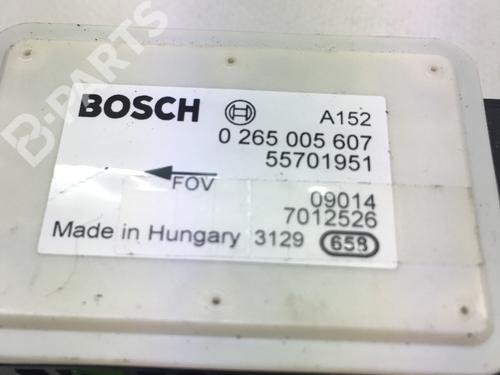 B-PARTS
BOSCH A152
0 265 005 607
55701951
FOV 09014
7012526
Made in Hungary 3129 658